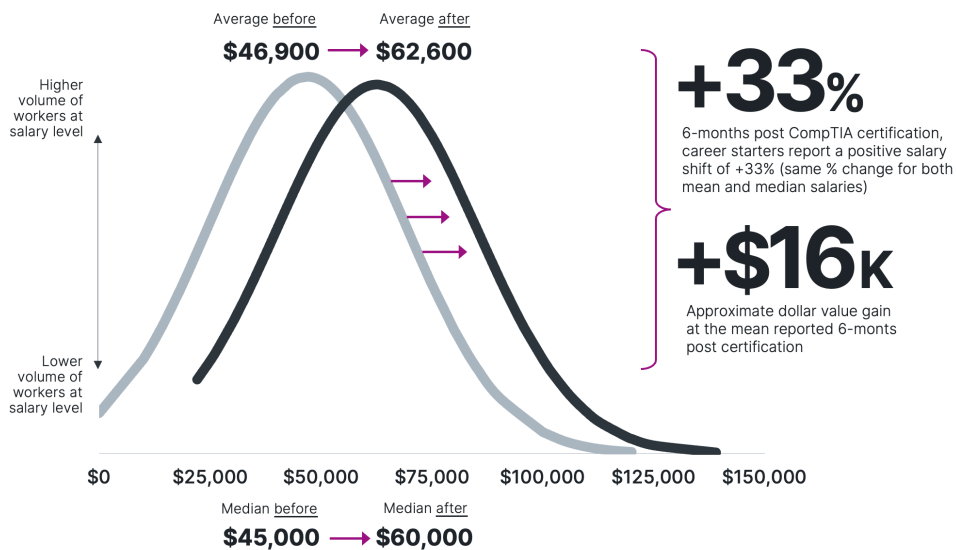 Average before
Average after
$46,900
$62,600
Higher
volume of
workers at
salary level
+33%
6-months post CompTIA certification,
career starters report a positive salary
shift of +33% (same % change for both
mean and median salaries)
+$16K
Approximate dollar value gain
at the mean reported 6-monts
post certification
Lower
volume of
workers at
salary level
$0
$25,000
$50,000
$75,000
$100,000
$125,000
$150,000
Median before
Median after
$45,000
$60,000